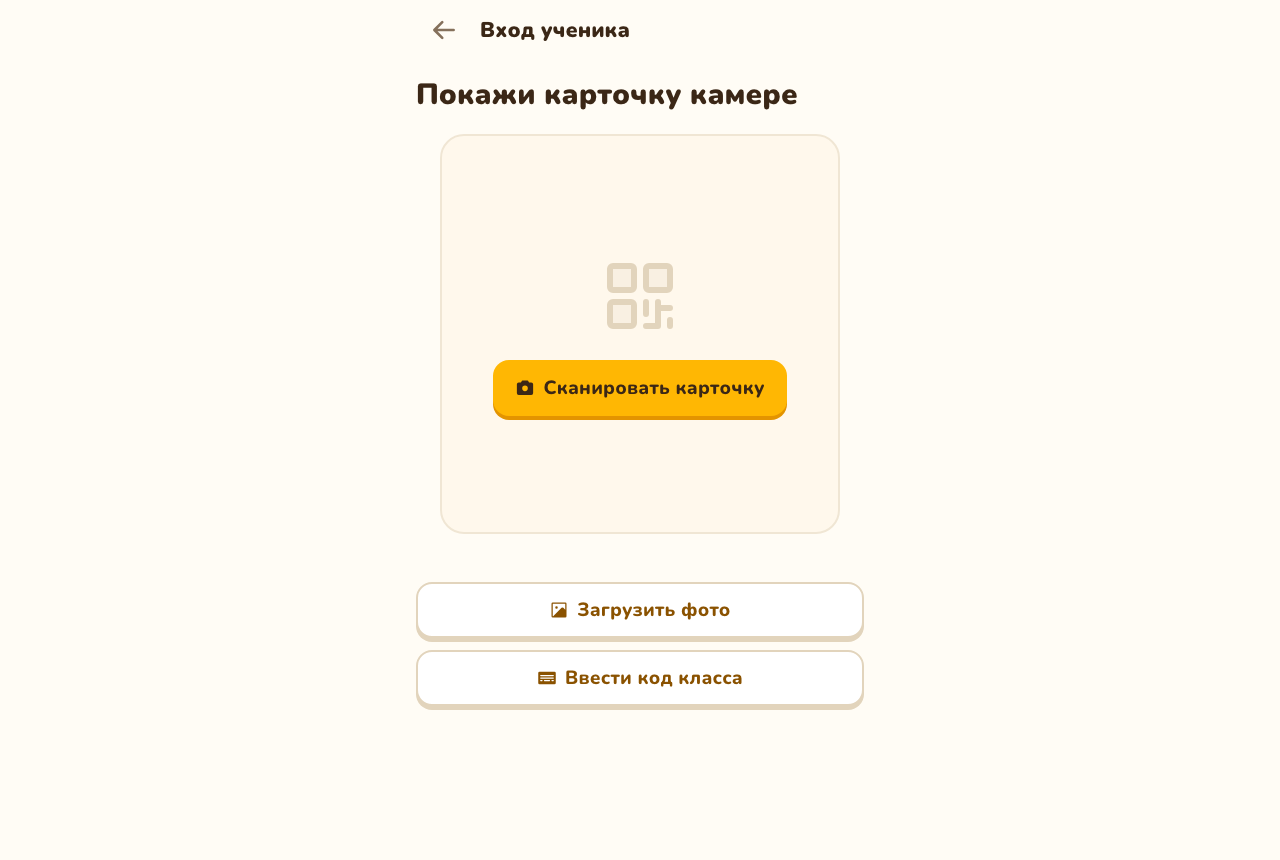 Вход ученика
Покажи карточку камере
Сканировать карточку
Загрузить фото
Ввести код класса